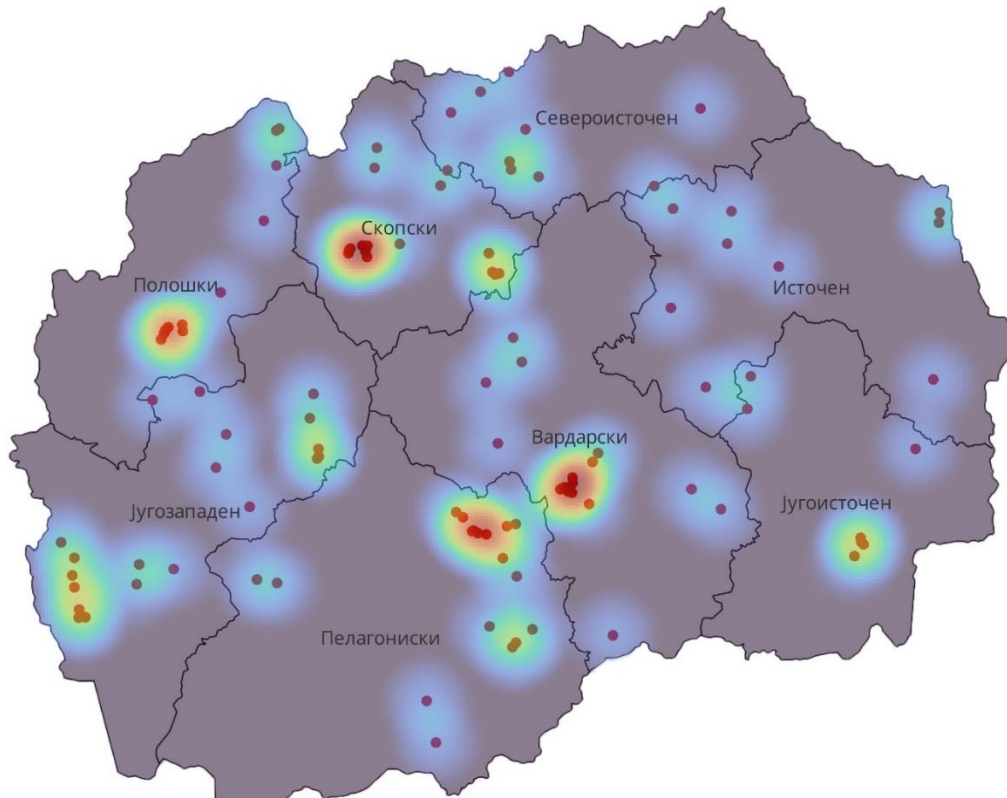 Североисточен
Скопски
Полошки
Источен
Вардарски
Југозападен
Југоисточен
Пелагониски